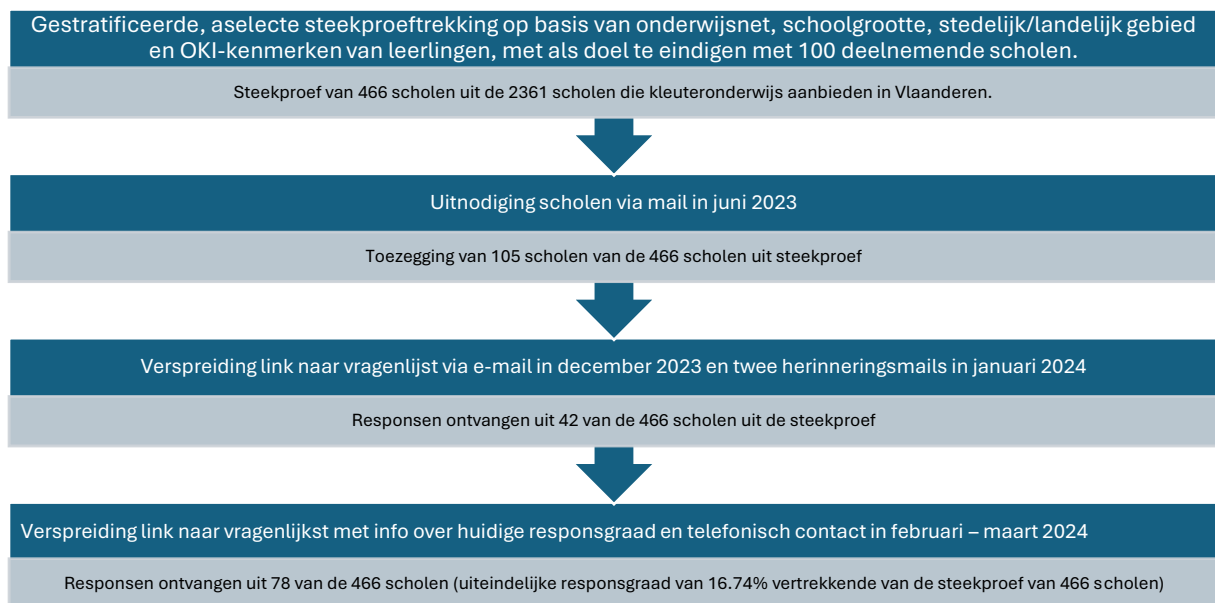 Gestratificeerde, aselecte steekproeftrekking op basis van onderwijsnet, schoolgrootte, stedelijk/landelijk gebied
en OKI-kenmerken van leerlingen, met als doel te eindigen met 100 deelnemende scholen.
Steekproef van 466 scholen uit de 2361 scholen die kleuteronderwijs aanbieden in Vlaanderen.
Uitnodiging scholen via mail in juni 2023
Toezegging van 105 scholen van de 466 scholen uit steekproef
Verspreiding link naar vragenlijst via e-mail in december 2023 en twee herinneringsmails in januari 2024
Responsen ontvangen uit 42 van de 466 scholen uit de steekproef
Verspreiding link naar vragenlijkst met info over huidige responsgraad en telefonisch contact in februari – maart 2024
Responsen ontvangen uit 78 van de 466 scholen (uiteindelijke responsgraad van 16.74% vertrekkende van de steekproef van 466 scholen)